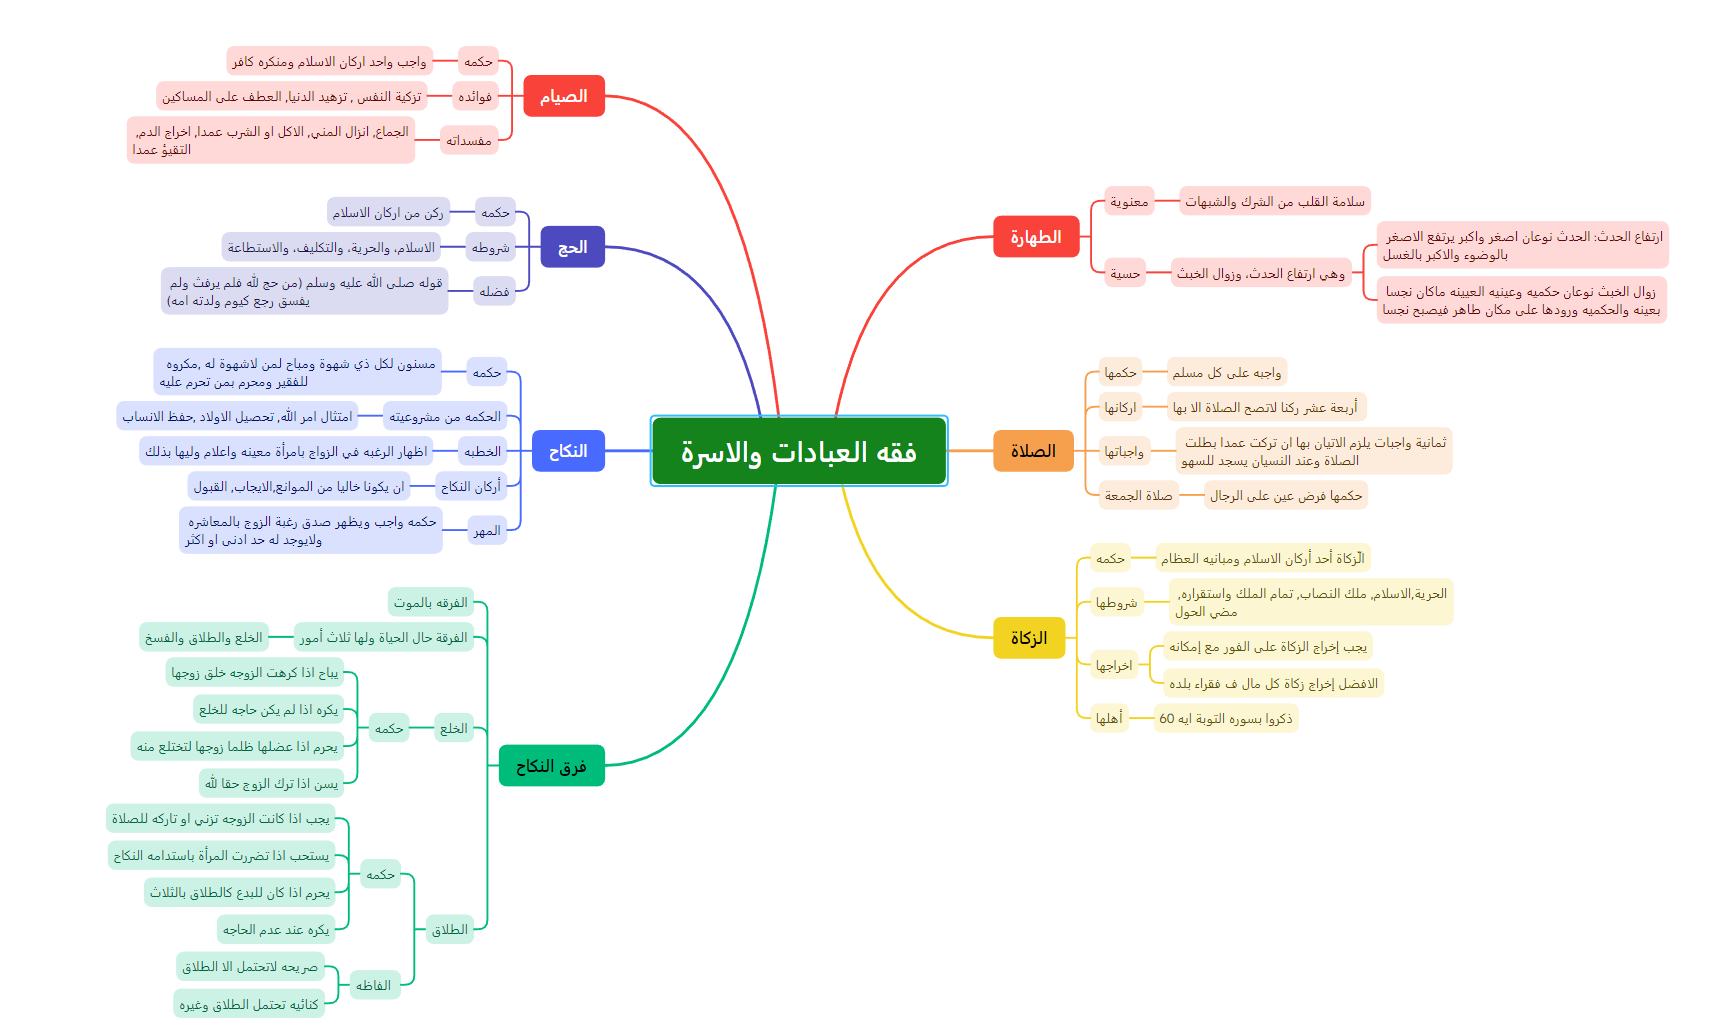 فقه العبادات والاسرة
الطهارة
معنوية
سلامة القلب من الشرك والشبهات
حسية
وهي ارتفاع الحدث، وزوال الخبث
ارتفاع الحدث: الحدث نوعان اصغر واكبر يرتفع الاصغر
بالوضوء والاكبر بالغسل
زوال الخبث نوعان حكميه وعينيه العيينه ماكان نجسا
بعينه والحكميه ورودها على مكان طاهر فيصبح نجسا
الصلاة
حكمها
واجبه على كل مسلم
اركانها
أربعة عشر ركنا لاتصح الصلاة الا بها
واجباتها
ثمانية واجبات يلزم الاتيان بها ان تركت عمدا بطلت
الصلاة وعند النسيان يسجد للسهو
صلاة الجمعة
حكمها فرض عين على الرجال
الزكاة
حكمه
الزكاة أحد أركان الاسلام ومبانيه العظام
شروطها
الحرية,الاسلام, ملك النصاب, تمام الملك واستقراره,
مضي الحول
اخراجها
يجب إخراج الزكاة على الفور مع إمكانه
الافضل إخراج زكاة كل مال ف فقراء بلده
أهلها
ذكروا بسوره التوبة ايه 60
الصيام
حكمه
واجب واحد اركان الاسلام ومنكره كافر
فوائده
تزكية النفس , تزهيد الدنيا, العطف على المساكين
مفسداته
الجماع, انزال المني, الاكل او الشرب عمدا, اخراج الدم,
التقيؤ عمدا
الحج
حكمه
ركن من اركان الاسلام
شروطه
الاسلام، والحرية، والتكليف، والاستطاعة
فضله
قوله صلى الله عليه وسلم (من حج لله فلم يرفث ولم
يفسق رجع كيوم ولدته امه)
النكاح
حكمه
مسنون لكل ذي شهوة ومباح لمن لاشهوة له ,مكروه
للفقير ومحرم بمن تحرم عليه
الحكمه من مشروعيته
امتثال امر الله, تحصيل الاولاد ,حفظ الانساب
الخطبه
اظهار الرغبه في الزواج بامرأة معينه واعلام وليها بذلك
أركان النكاح
ان يكونا خاليا من الموانع,الايجاب, القبول
المهر
حكمه واجب ويظهر صدق رغبة الزوج بالمعاشره
ولايوجد له حد ادنى او اكثر
فرق النكاح
الفرقه بالموت
الفرقة حال الحياة ولها ثلاث أمور
الخلع والطلاق والفسخ
الخلع
حكمه
يباح اذا كرهت الزوجه خلق زوجها
يكره اذا لم يكن حاجه للخلع
يحرم اذا عضلها ظلما زوجها لتختلع منه
يسن اذا ترك الزوج حقا لله
الطلاق
حكمه
يجب اذا كانت الزوجه تزني او تاركه للصلاة
يستحب اذا تضررت المرأة باستدامه النكاح
يحرم اذا كان للبدع كالطلاق بالثلاث
يكره عند عدم الحاجه
الفاظه
صريحه لاتحتمل الا الطلاق
كنائيه تحتمل الطلاق وغيره